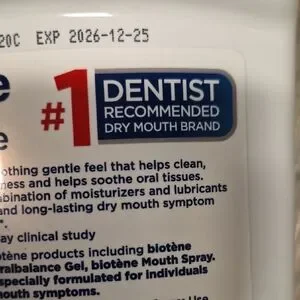 20C EXP 2026-12-25
e
#1 DENTIST
RECOMMENDED
DRY MOUTH BRAND
e
othing gentle feel that helps clean,
ness and helps soothe oral tissues.
bination of moisturizers and lubricants
and long-lasting dry mouth symptom
ay clinical study
otène products including biotène
ralbalance Gel, biotène Mouth Spray.
specially formulated for individuals
outh symptoms.